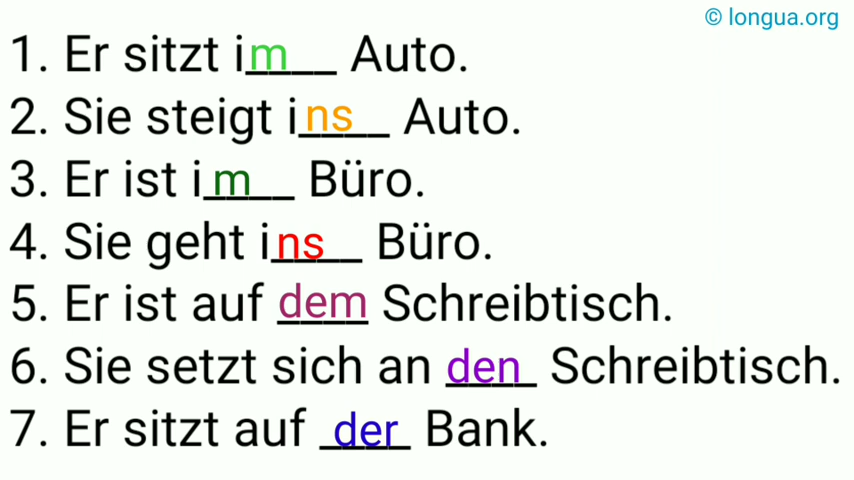 © longua.org
1. Er sitzt im Auto.
2. Sie steigt ins Auto.
3. Er ist im Büro.
4. Sie geht ins Büro.
5. Er ist auf dem Schreibtisch.
6. Sie setzt sich an den Schreibtisch.
7. Er sitzt auf der Bank.